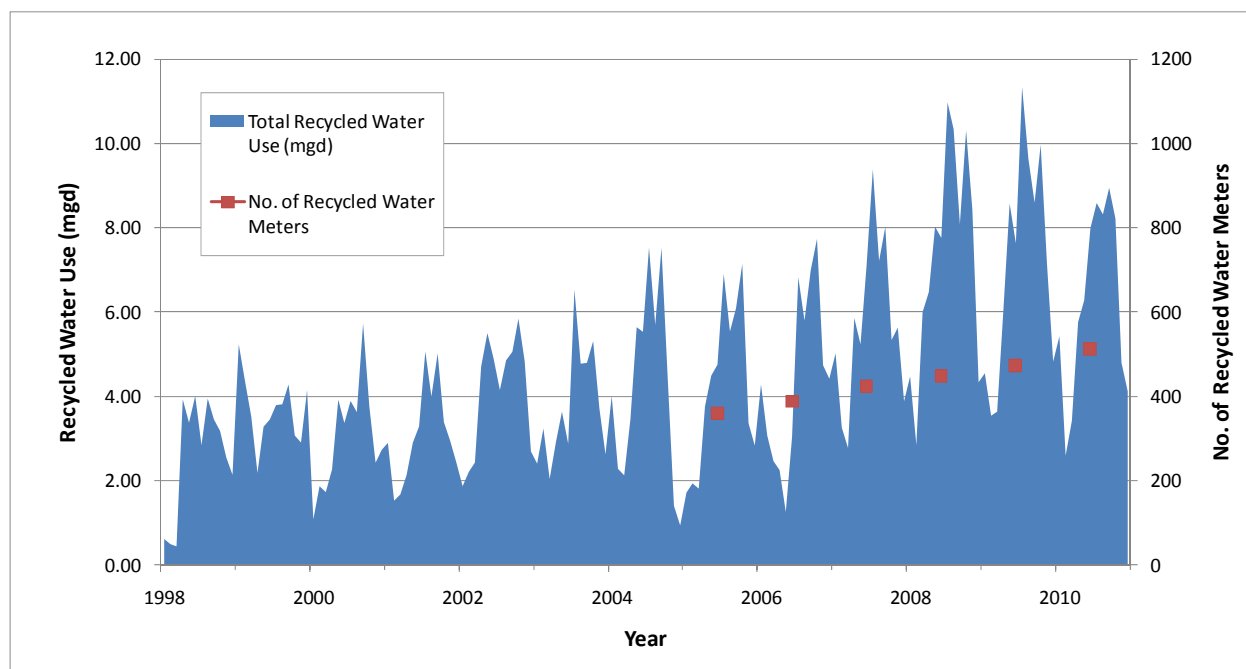 12.00
10.00
8.00
6.00
4.00
2.00
0.00
Recycled Water Use (mgd)
Total Recycled Water
Use (mgd)
No. of Recycled Water
Meters
1200
1000
800
600
400
200
0
No. of Recycled Water Meters
1998 2000 2002 2004 2006 2008 2010
Year